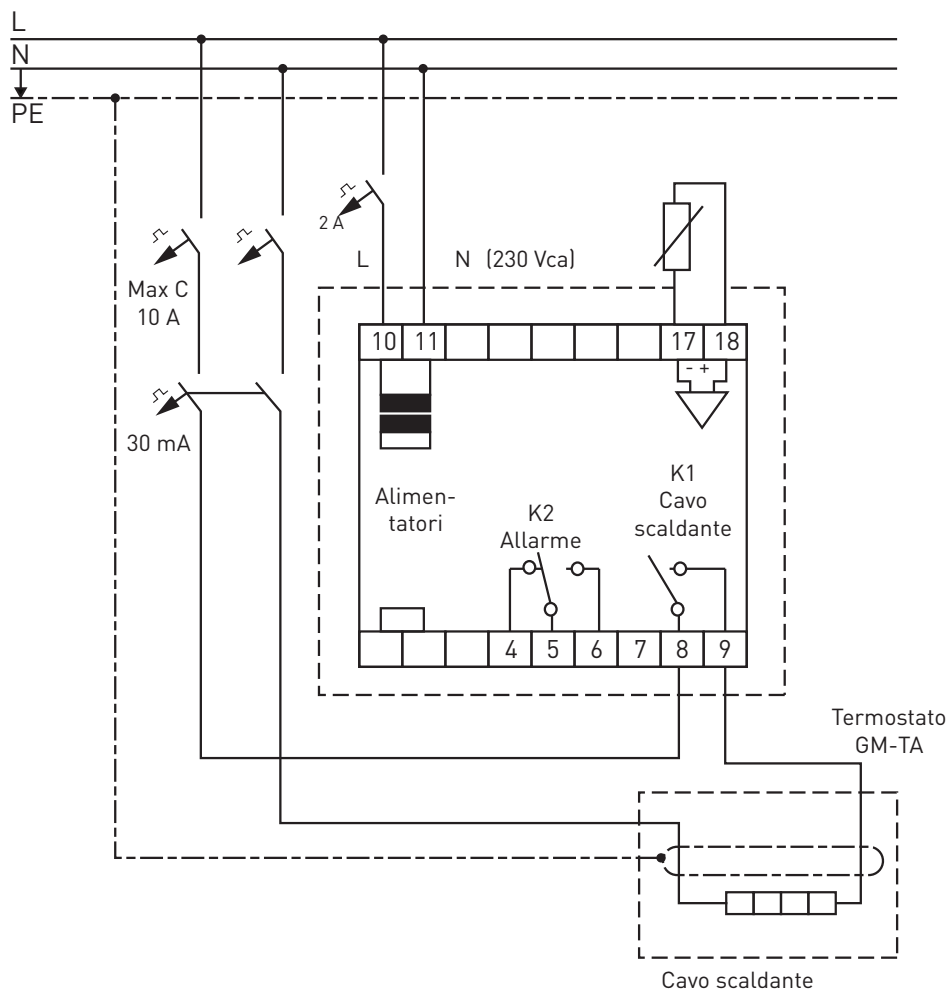 L
N
PE
2 A
L
N (230 Vca)
Max C
10 A
30 mA
10 11 17 18
- +
Alimen-
tatori
K2
Allarme
K1
Cavo
scaldante
4 5 6 7 8 9
Termostato
GM-TA
Cavo scaldante